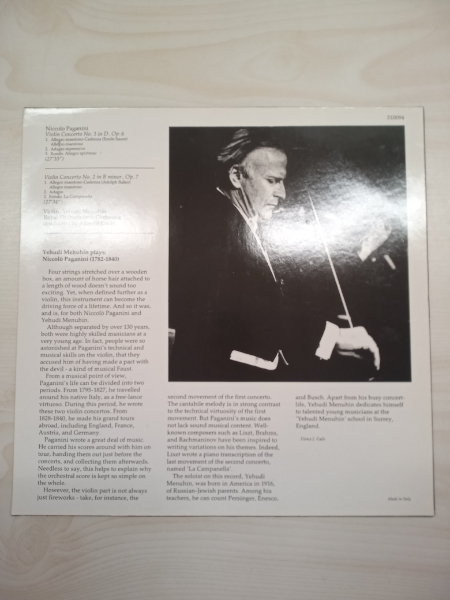 Niccolò Paganini
Violin Concerto No. 1 in D, Op. 6
1. Allegro maestoso-Cadenza (Emile Sauret)
Allegro maestoso
2. Adagio espressivo
3. Rondo: Allegro spiritoso
Violin Concerto No. 2 in B minor, Op. 7
Allegro maestoso
2. Adagio
3. Rondo: La Campanella
Yehudi Menuhin plays:
Niccolò Paganini (1782-1840)
Four strings stretched over a wooden
box, an amount of horse hair attached to
a length of wood doesn't sound too
exciting. Yet, when defined further as a
violin, this instrument can become the
driving force of a lifetime. And so it was,
and is, for both Niccolò Paganini and
Yehudi Menuhin.
Although separated by over 130 years,
both were highly skilled musicians at a
very young age. In fact, people were so
astonished at Paganini's technical and
musical skills on the violin, that they
accused him of having made a pact with
the devil - a kind of musical Faust.
From a musical point of view,
Paganini's life can be divided into two
periods. From 1795-1827, he travelled
around his native Italy, as a free-lance
virtuoso. During this period, he wrote
these two violin concertos. From
1828-1840, he made his grand tours
abroad, including England, France,
Austria, and Germany.
Paganini wrote a great deal of music.
He carried his scores around with him on
tour, handing them out just before the
concerts, and collecting them afterwards.
Needless to say, this helps to explain why
the orchestral score is kept so simple on
the whole.
However, the violin part is not always
just fireworks - take, for instance, the
second movement of the first concerto.
The cantabile melody is in strong contrast
to the technical virtuosity of the first
movement. But Paganini's music does
not lack sound musical content. Well-
known composers such as Liszt, Brahms,
and Rachmaninov have been inspired to
writing variations on his themes. Indeed,
Liszt wrote a piano transcription of the
last movement of the second concerto,
named 'La Campanella'.
The soloist on this record, Yehudi
Menuhin, was born in America in 1916,
of Russian-Jewish parents. Among his
teachers, he can count Persinger, Enesco,
and Busch. Apart from his busy concert
life, Yehudi Menuhin dedicates himself
to talented young musicians at the
'Yehudi Menuhin' school in Surrey,
England.
Made in Italy